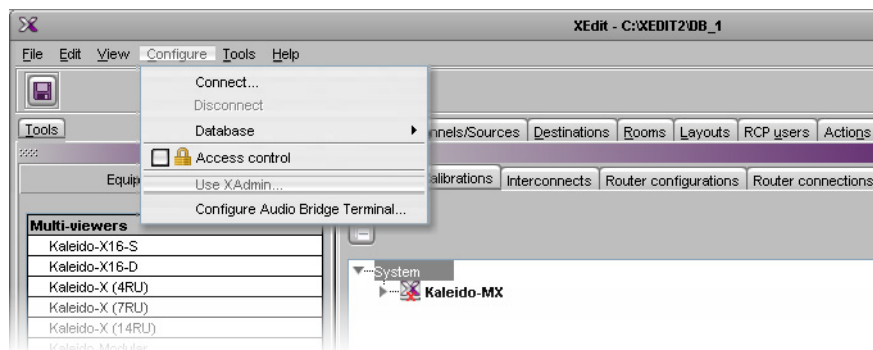 XEdit - C:\XEDIT2\DB_1
File Edit View Configure Tools Help
Connect...
Disconnect
Database
Access control
Use XAdmin...
Configure Audio Bridge Terminal...
Tools
nnels/Sources Destinations Rooms Layouts RCP users Actions
Equip
alibrations Interconnects Router configurations Router connections
Multi-viewers
Kaleido-X16-S
Kaleido-X16-D
Kaleido-X (4RU)
Kaleido-X (7RU)
Kaleido-X (14RU)
Kaleido-Modular
System
Kaleido-MX